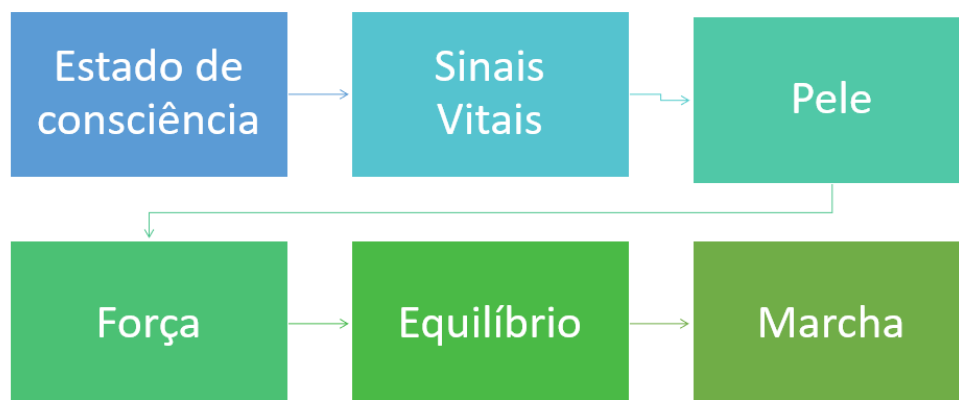 Estado de
consciência
Sinais
Vitais
Pele
Força
Equilíbrio
Marcha